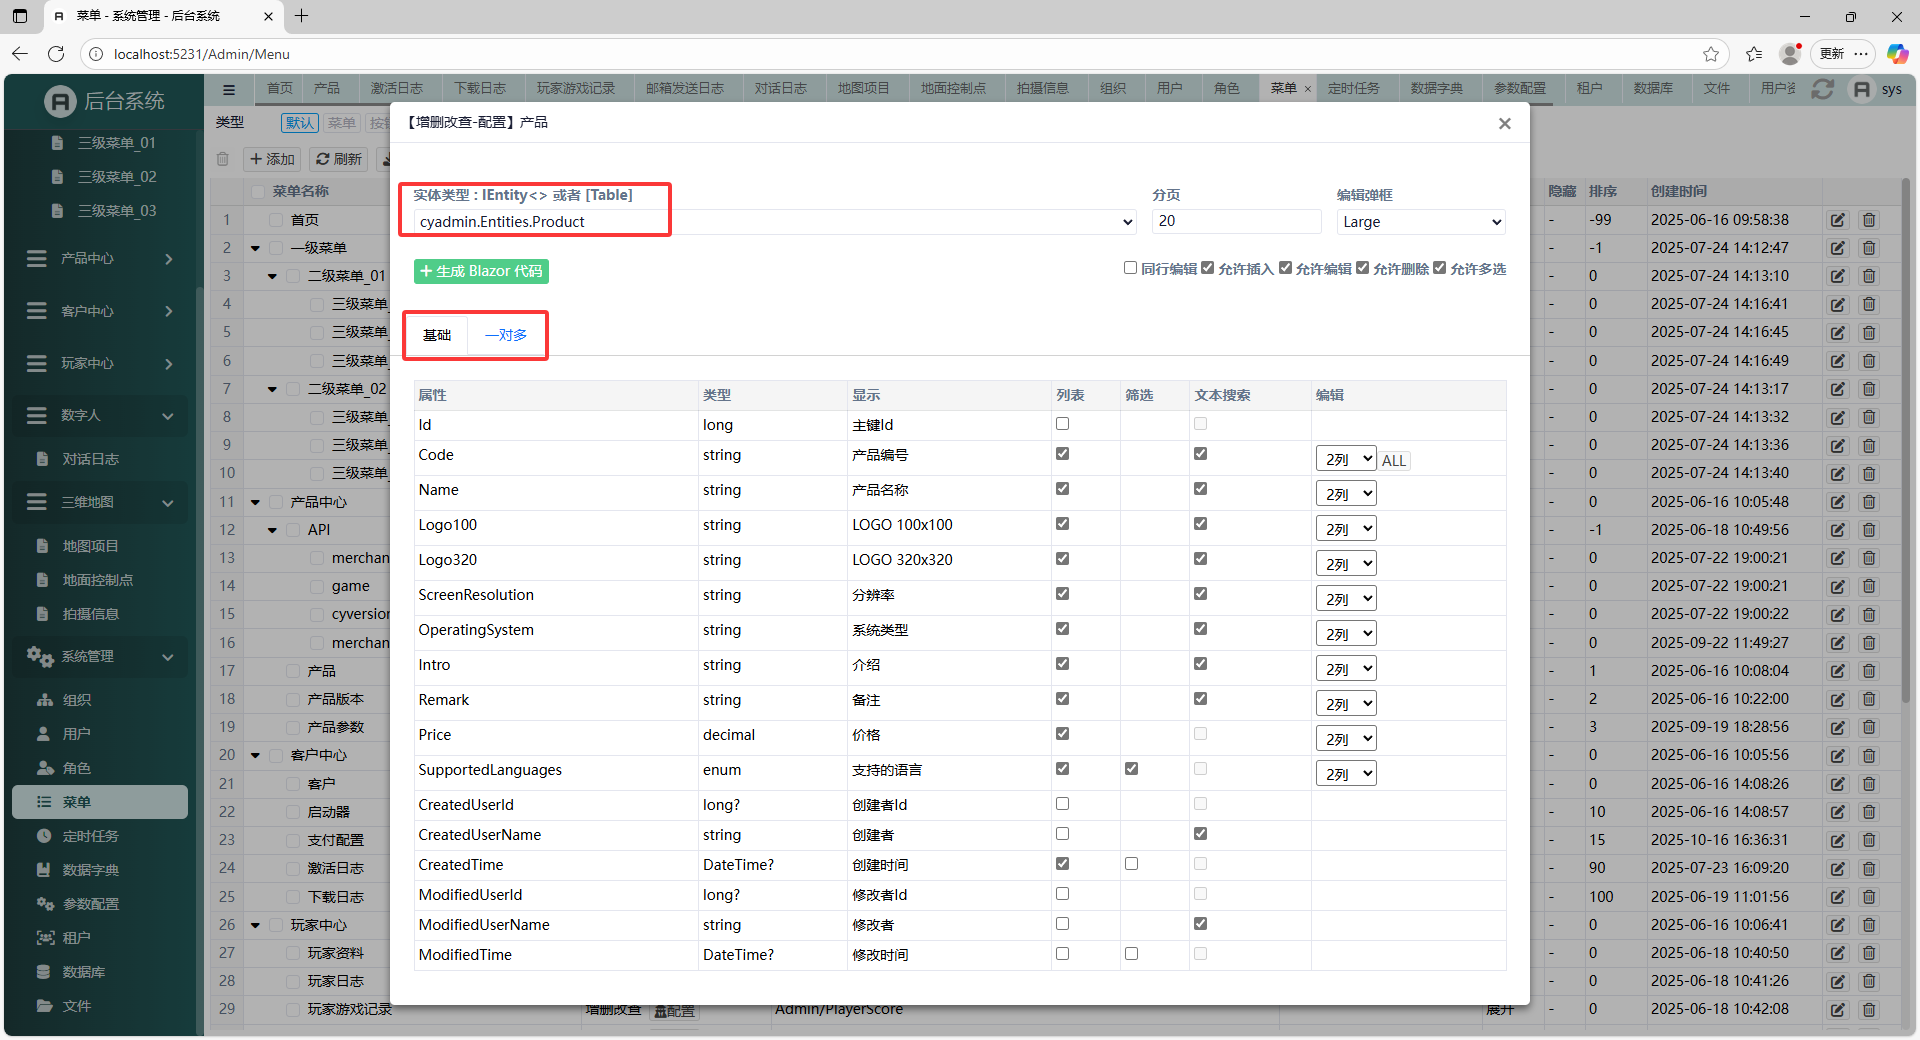 菜单 - 系统管理 - 后台系统
localhost:5231/Admin/Menu
更新
后台系统
首页 产品 激活日志 下载日志 玩家游戏记录 邮箱发送日志 对话日志 地图项目 地面控制点 拍摄信息 组织 用户 角色 菜单 × 定时任务 数据字典 参数配置 租户 数据库 文件 用户资 sys
三级菜单_01
三级菜单_02
三级菜单_03
产品中心
客户中心
玩家中心
数字人
对话日志
三维地图
地图项目
地面控制点
拍摄信息
系统管理
组织
用户
角色
菜单
定时任务
数据字典
参数配置
租户
数据库
文件
类型 默认 菜单
添加 刷新
菜单名称 隐藏 排序 创建时间
1 首页 - -99 2025-06-16 09:58:38
2 一级菜单 - -1 2025-07-24 14:12:47
3 二级菜单_01 - 0 2025-07-24 14:13:10
4 三级菜单_ - 0 2025-07-24 14:16:41
5 三级菜单_ - 0 2025-07-24 14:16:45
6 三级菜单_ - 0 2025-07-24 14:16:49
7 二级菜单_02 - 0 2025-07-24 14:13:17
8 三级菜单_ - 0 2025-07-24 14:13:32
9 三级菜单_ - 0 2025-07-24 14:13:36
10 三级菜单_ - 0 2025-07-24 14:13:40
11 产品中心 - 0 2025-06-16 10:05:48
12 API - -1 2025-06-18 10:49:56
13 merchan - 0 2025-07-22 19:00:21
14 game - 0 2025-07-22 19:00:21
15 cyversion - 0 2025-07-22 19:00:22
16 merchan - 0 2025-09-22 11:49:27
17 产品 - 1 2025-06-16 10:08:04
18 产品版本 - 2 2025-06-16 10:22:00
19 产品参数 - 3 2025-09-19 18:28:56
20 客户中心 - 0 2025-06-16 10:05:56
21 客户 - 0 2025-06-16 14:08:26
22 启动器 - 10 2025-06-16 14:08:57
23 支付配置 - 15 2025-10-16 16:36:31
24 激活日志 - 90 2025-07-23 16:09:20
25 下载日志 - 100 2025-06-19 11:01:56
26 玩家中心 - 0 2025-06-16 10:06:41
27 玩家资料 - 0 2025-06-18 10:40:50
28 玩家日志 - 0 2025-06-18 10:41:26
29 玩家游戏记录 增删改查 配置 Admin/PlayerScore 展开 - 0 2025-06-18 10:42:08
【增删改查-配置】产品
实体类型 : IEntity<> 或者 [Table] 分页 编辑弹框
cyadmin.Entities.Product 20 Large
生成 Blazor 代码 同行编辑 允许插入 允许编辑 允许删除 允许多选
基础 一对多
属性 类型 显示 列表 筛选 文本搜索 编辑
Id long 主键Id
Code string 产品编号 2列 ALL
Name string 产品名称 2列
Logo100 string LOGO 100x100 2列
Logo320 string LOGO 320x320 2列
ScreenResolution string 分辨率 2列
OperatingSystem string 系统类型 2列
Intro string 介绍 2列
Remark string 备注 2列
Price decimal 价格 2列
SupportedLanguages enum 支持的语言 2列
CreatedUserId long? 创建者Id
CreatedUserName string 创建者
CreatedTime DateTime? 创建时间
ModifiedUserId long? 修改者Id
ModifiedUserName string 修改者
ModifiedTime DateTime? 修改时间